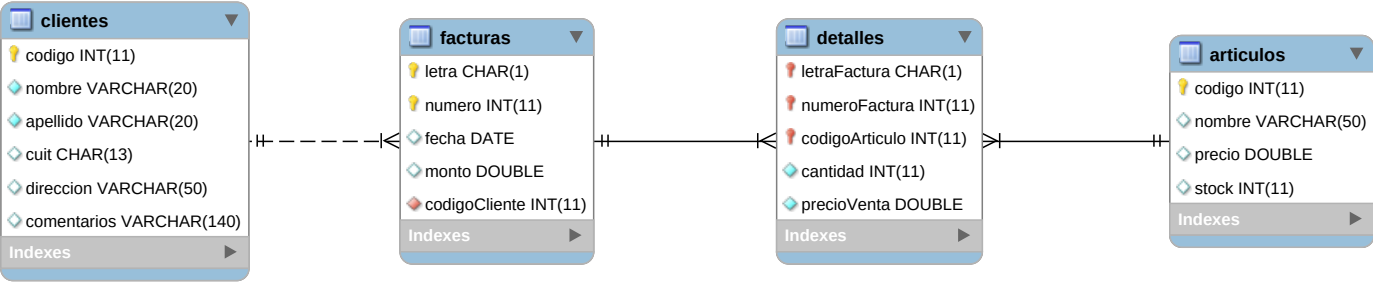 clientes
codigo INT(11)
nombre VARCHAR(20)
apellido VARCHAR(20)
cuit CHAR(13)
direccion VARCHAR(50)
comentarios VARCHAR(140)
Indexes
facturas
letra CHAR(1)
numero INT(11)
fecha DATE
monto DOUBLE
codigoCliente INT(11)
Indexes
detalles
letraFactura CHAR(1)
numeroFactura INT(11)
codigoArticulo INT(11)
cantidad INT(11)
precioVenta DOUBLE
Indexes
articulos
codigo INT(11)
nombre VARCHAR(50)
precio DOUBLE
stock INT(11)
Indexes